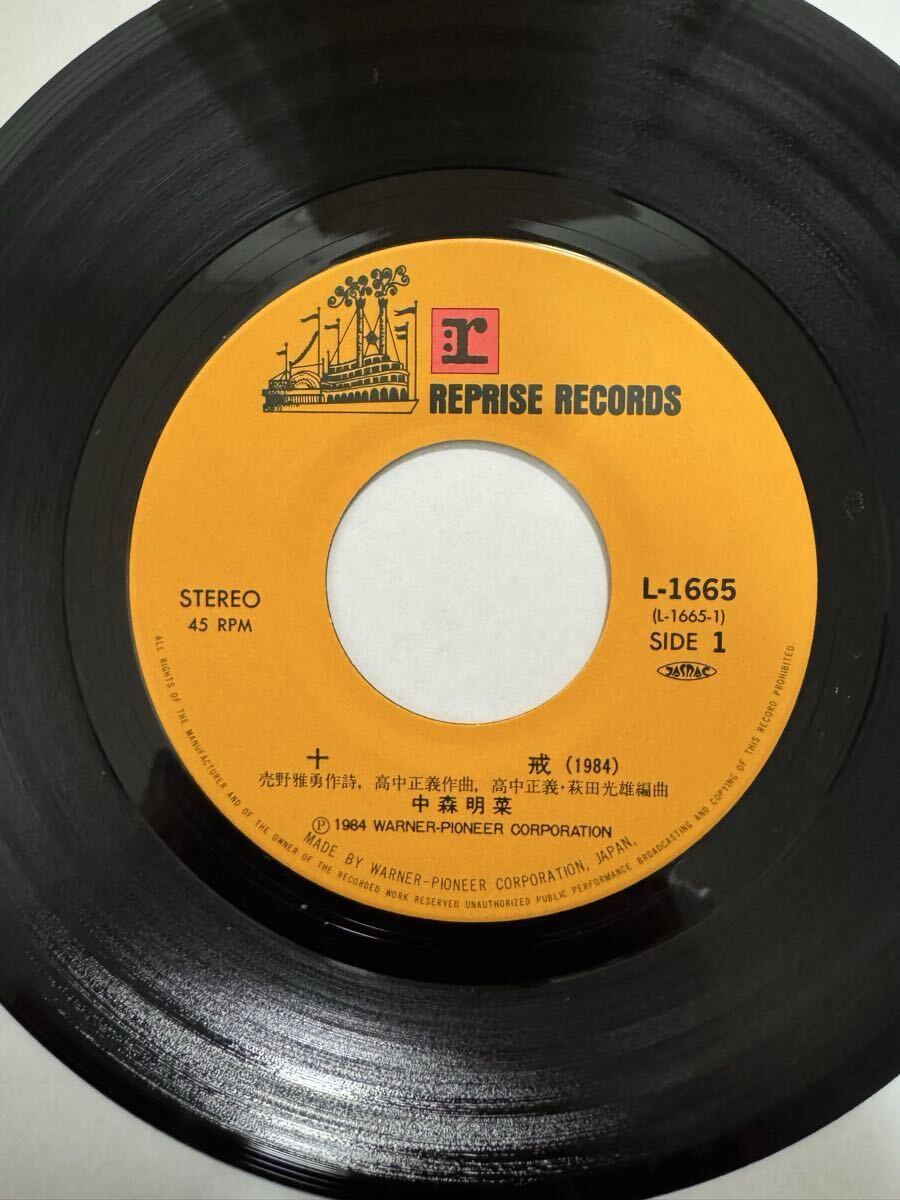 r
REPRISE RECORDS
STEREO
45 RPM
L-1665
(L-1665-1)
SIDE 1
JASRAC
十 戒 (1984)
売野雅勇作詩, 高中正義作曲, 高中正義・萩田光雄編曲
中森明菜
Ⓟ 1984 WARNER-PIONEER CORPORATION
MADE BY WARNER-PIONEER CORPORATION, JAPAN,
ALL RIGHTS OF THE MANUFACTURER AND OF THE OWNER OF THE RECORDED WORK RESERVED UNAUTHORIZED PUBLIC PERFORMANCE BROADCASTING AND COPYING OF THIS RECORD PROHIBITED